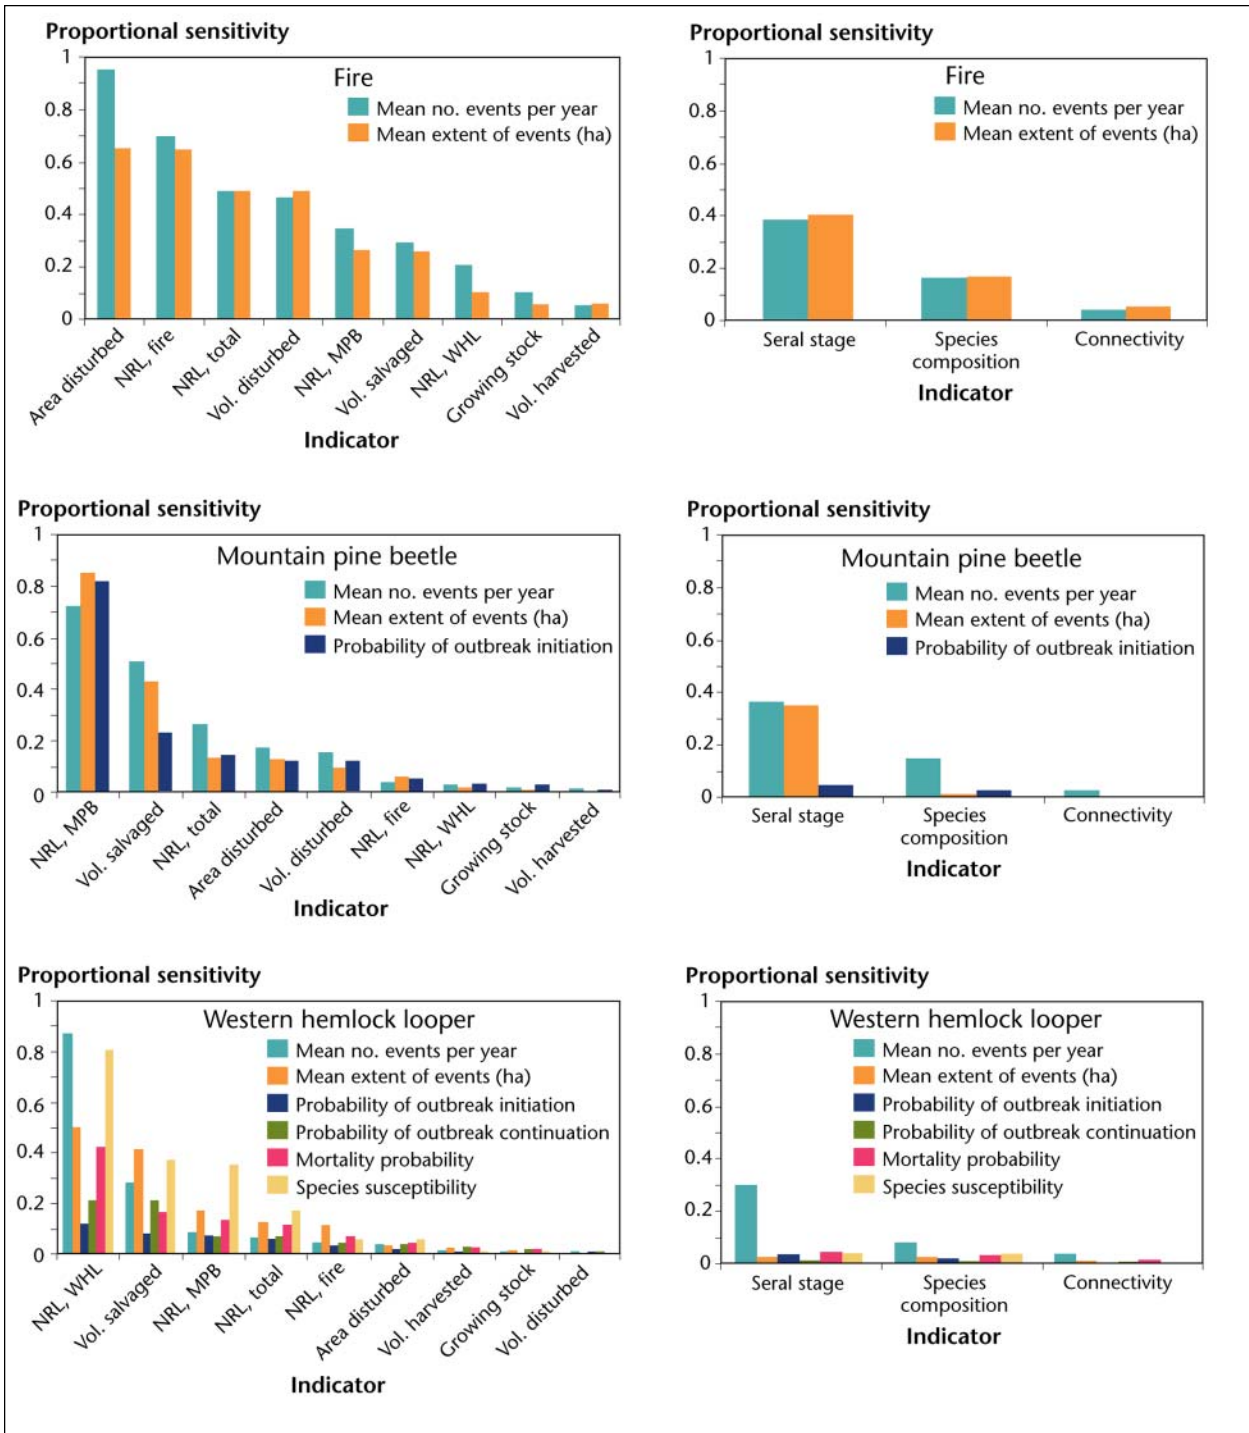 Proportional sensitivity
Fire
Mean no. events per year
Mean extent of events (ha)
1
0.8
0.6
0.4
0.2
0
Area disturbed
NRL, fire
NRL, total
Vol. disturbed
NRL, MPB
Vol. salvaged
NRL, WHL
Growing stock
Vol. harvested
Indicator
Proportional sensitivity
Fire
Mean no. events per year
Mean extent of events (ha)
1
0.8
0.6
0.4
0.2
0
Seral stage
Species
composition
Connectivity
Indicator
Proportional sensitivity
Mountain pine beetle
Mean no. events per year
Mean extent of events (ha)
Probability of outbreak initiation
1
0.8
0.6
0.4
0.2
0
NRL, MPB
Vol. salvaged
NRL, total
Area disturbed
Vol. disturbed
NRL, fire
NRL, WHL
Growing stock
Vol. harvested
Indicator
Proportional sensitivity
Mountain pine beetle
Mean no. events per year
Mean extent of events (ha)
Probability of outbreak initiation
1
0.8
0.6
0.4
0.2
0
Seral stage
Species
composition
Connectivity
Indicator
Proportional sensitivity
Western hemlock looper
Mean no. events per year
Mean extent of events (ha)
Probability of outbreak initiation
Probability of outbreak continuation
Mortality probability
Species susceptibility
1
0.8
0.6
0.4
0.2
0
NRL, WHL
Vol. salvaged
NRL, MPB
NRL, total
NRL, fire
Area disturbed
Vol. harvested
Growing stock
Vol. disturbed
Indicator
Proportional sensitivity
Western hemlock looper
Mean no. events per year
Mean extent of events (ha)
Probability of outbreak initiation
Probability of outbreak continuation
Mortality probability
Species susceptibility
1
0.8
0.6
0.4
0.2
0
Seral stage
Species
composition
Connectivity
Indicator